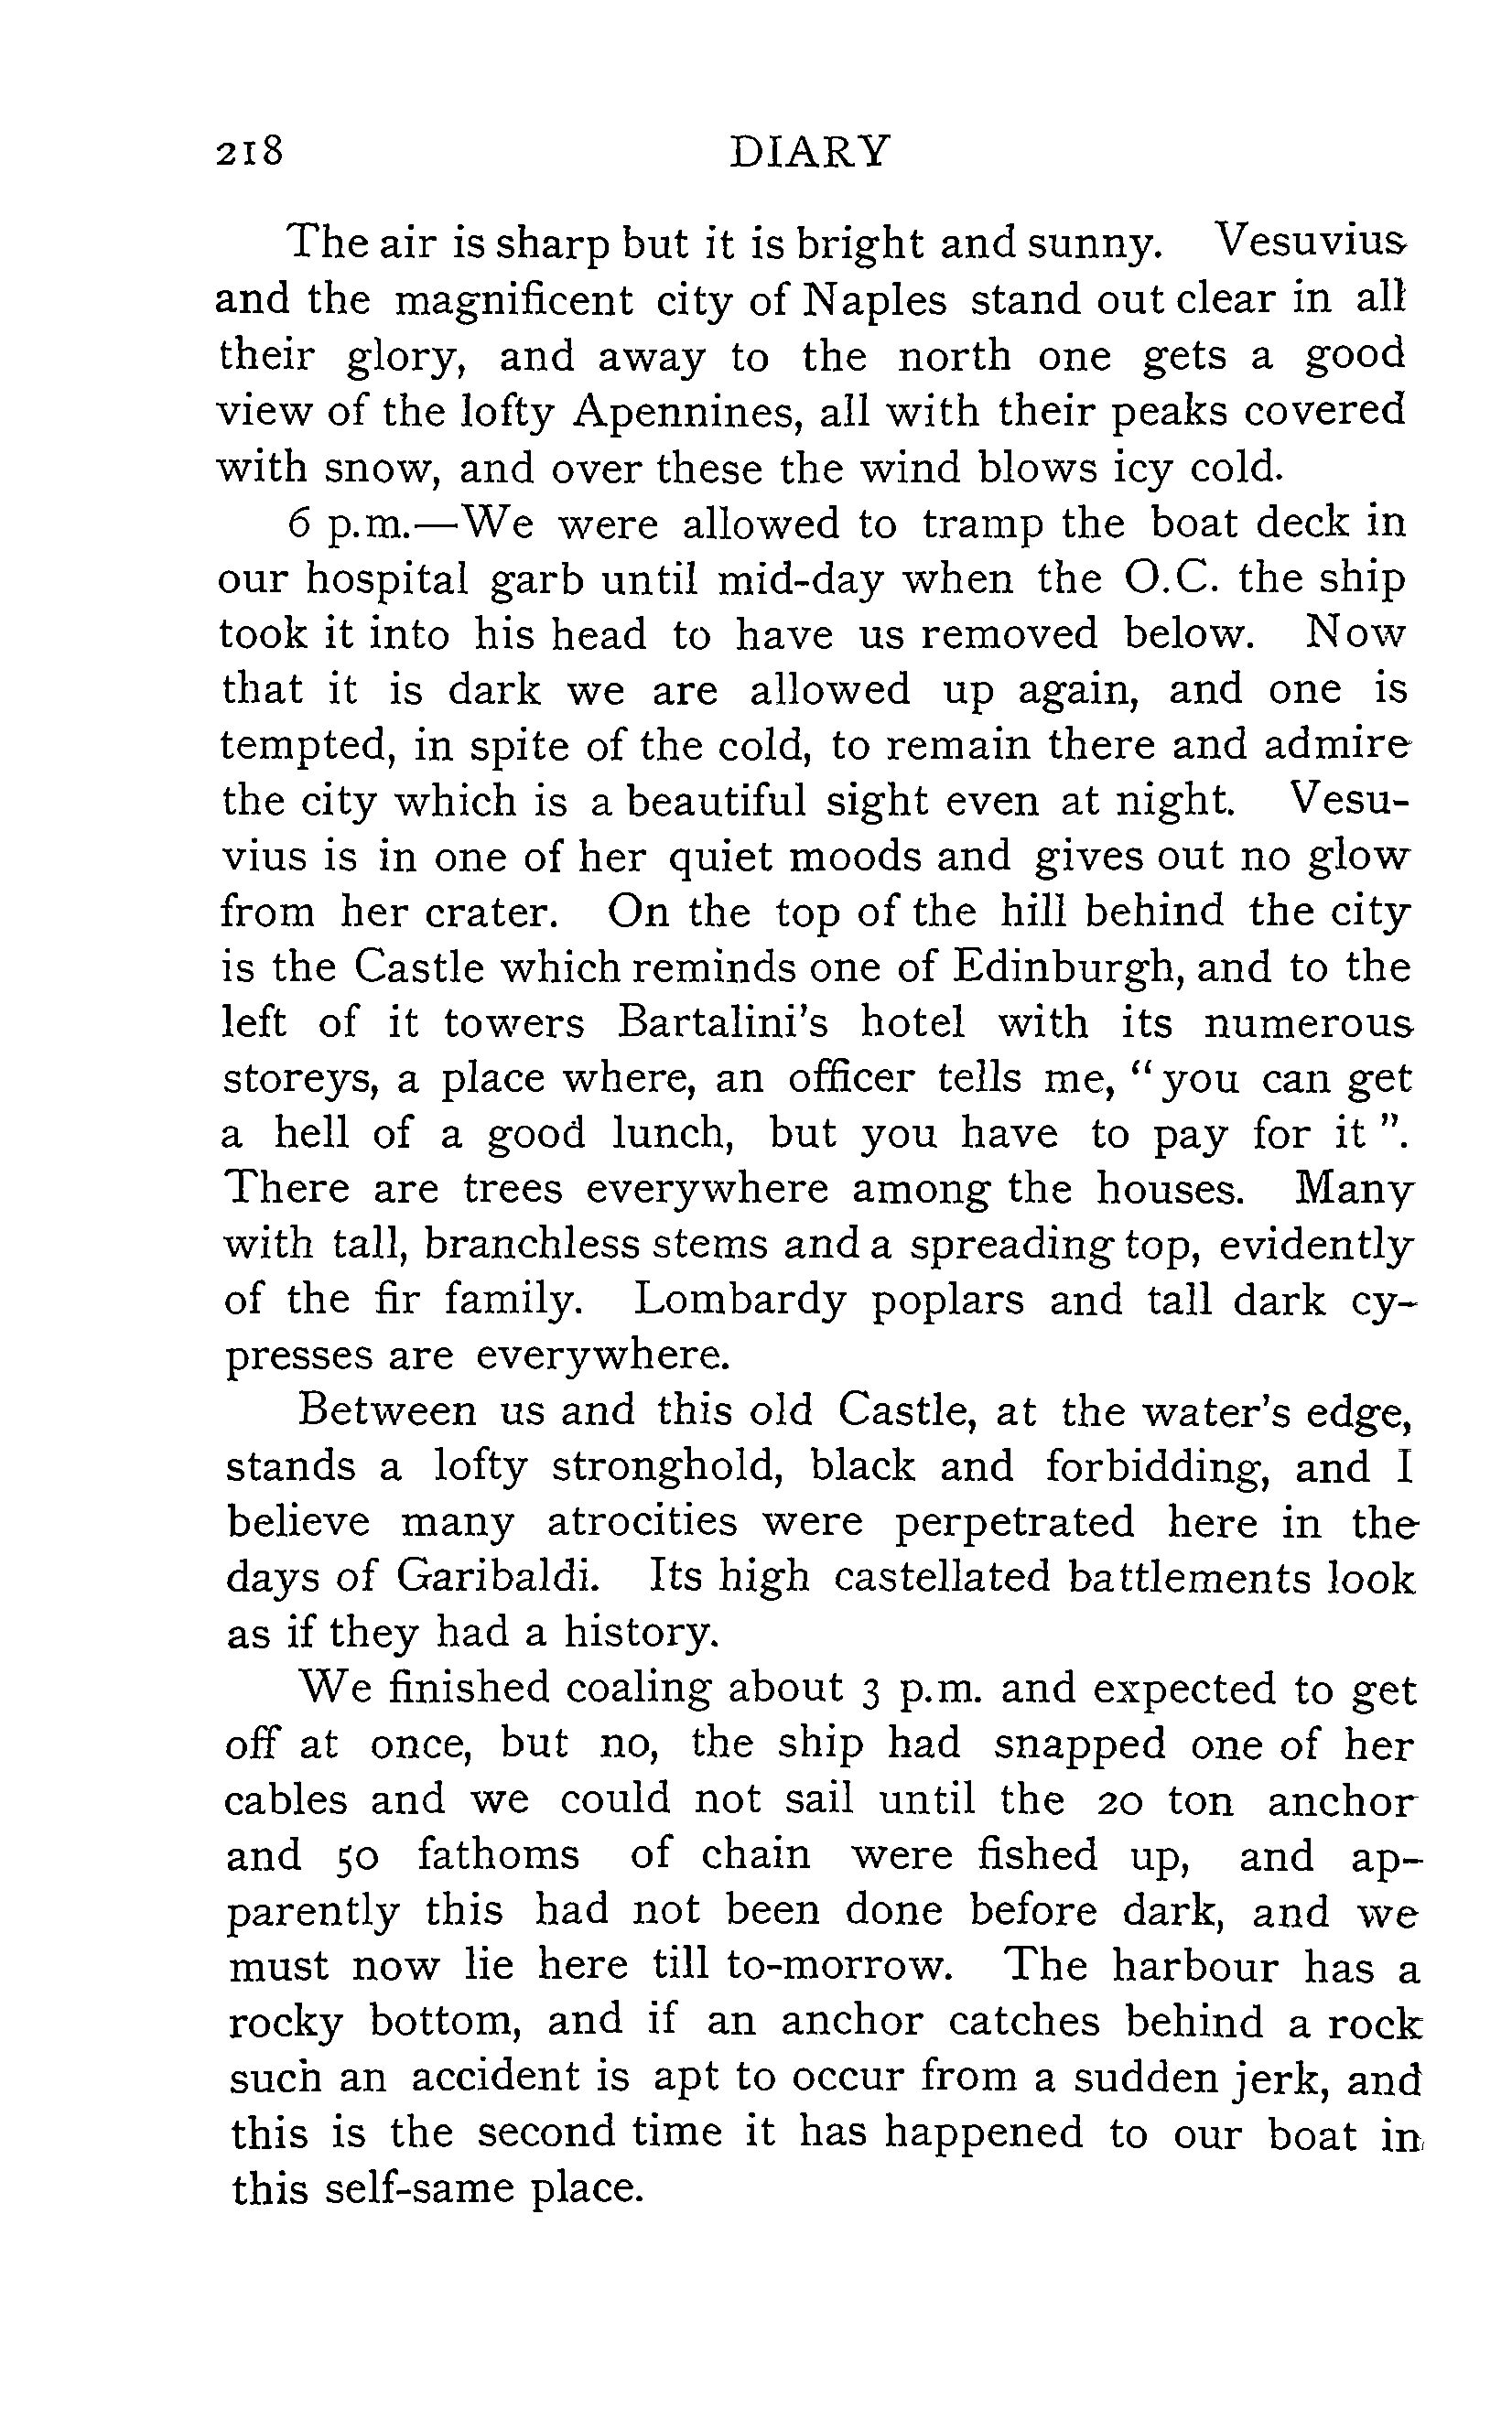 218 DIARY
The air is sharp but it is bright and sunny. Vesuvius
and the magnificent city of Naples stand out clear in all
their glory, and away to the north one gets a good
view of the lofty Apennines, all with their peaks covered
with snow, and over these the wind blows icy cold.
6 p.m.—We were allowed to tramp the boat deck in
our hospital garb until mid-day when the O.C. the ship
took it into his head to have us removed below. Now
that it is dark we are allowed up again, and one is
tempted, in spite of the cold, to remain there and admire
the city which is a beautiful sight even at night. Vesu-
vius is in one of her quiet moods and gives out no glow
from her crater. On the top of the hill behind the city
is the Castle which reminds one of Edinburgh, and to the
left of it towers Bartalini's hotel with its numerous
storeys, a place where, an officer tells me, “ you can get
a hell of a good lunch, but you have to pay for it ”.
There are trees everywhere among the houses. Many
with tall, branchless stems and a spreading top, evidently
of the fir family. Lombardy poplars and tall dark cy-
presses are everywhere.
Between us and this old Castle, at the water's edge,
stands a lofty stronghold, black and forbidding, and I
believe many atrocities were perpetrated here in the
days of Garibaldi. Its high castellated battlements look
as if they had a history.
We finished coaling about 3 p.m. and expected to get
off at once, but no, the ship had snapped one of her
cables and we could not sail until the 20 ton anchor
and 50 fathoms of chain were fished up, and ap-
parently this had not been done before dark, and we
must now lie here till to-morrow. The harbour has a
rocky bottom, and if an anchor catches behind a rock
such an accident is apt to occur from a sudden jerk, and
this is the second time it has happened to our boat in
this self-same place.